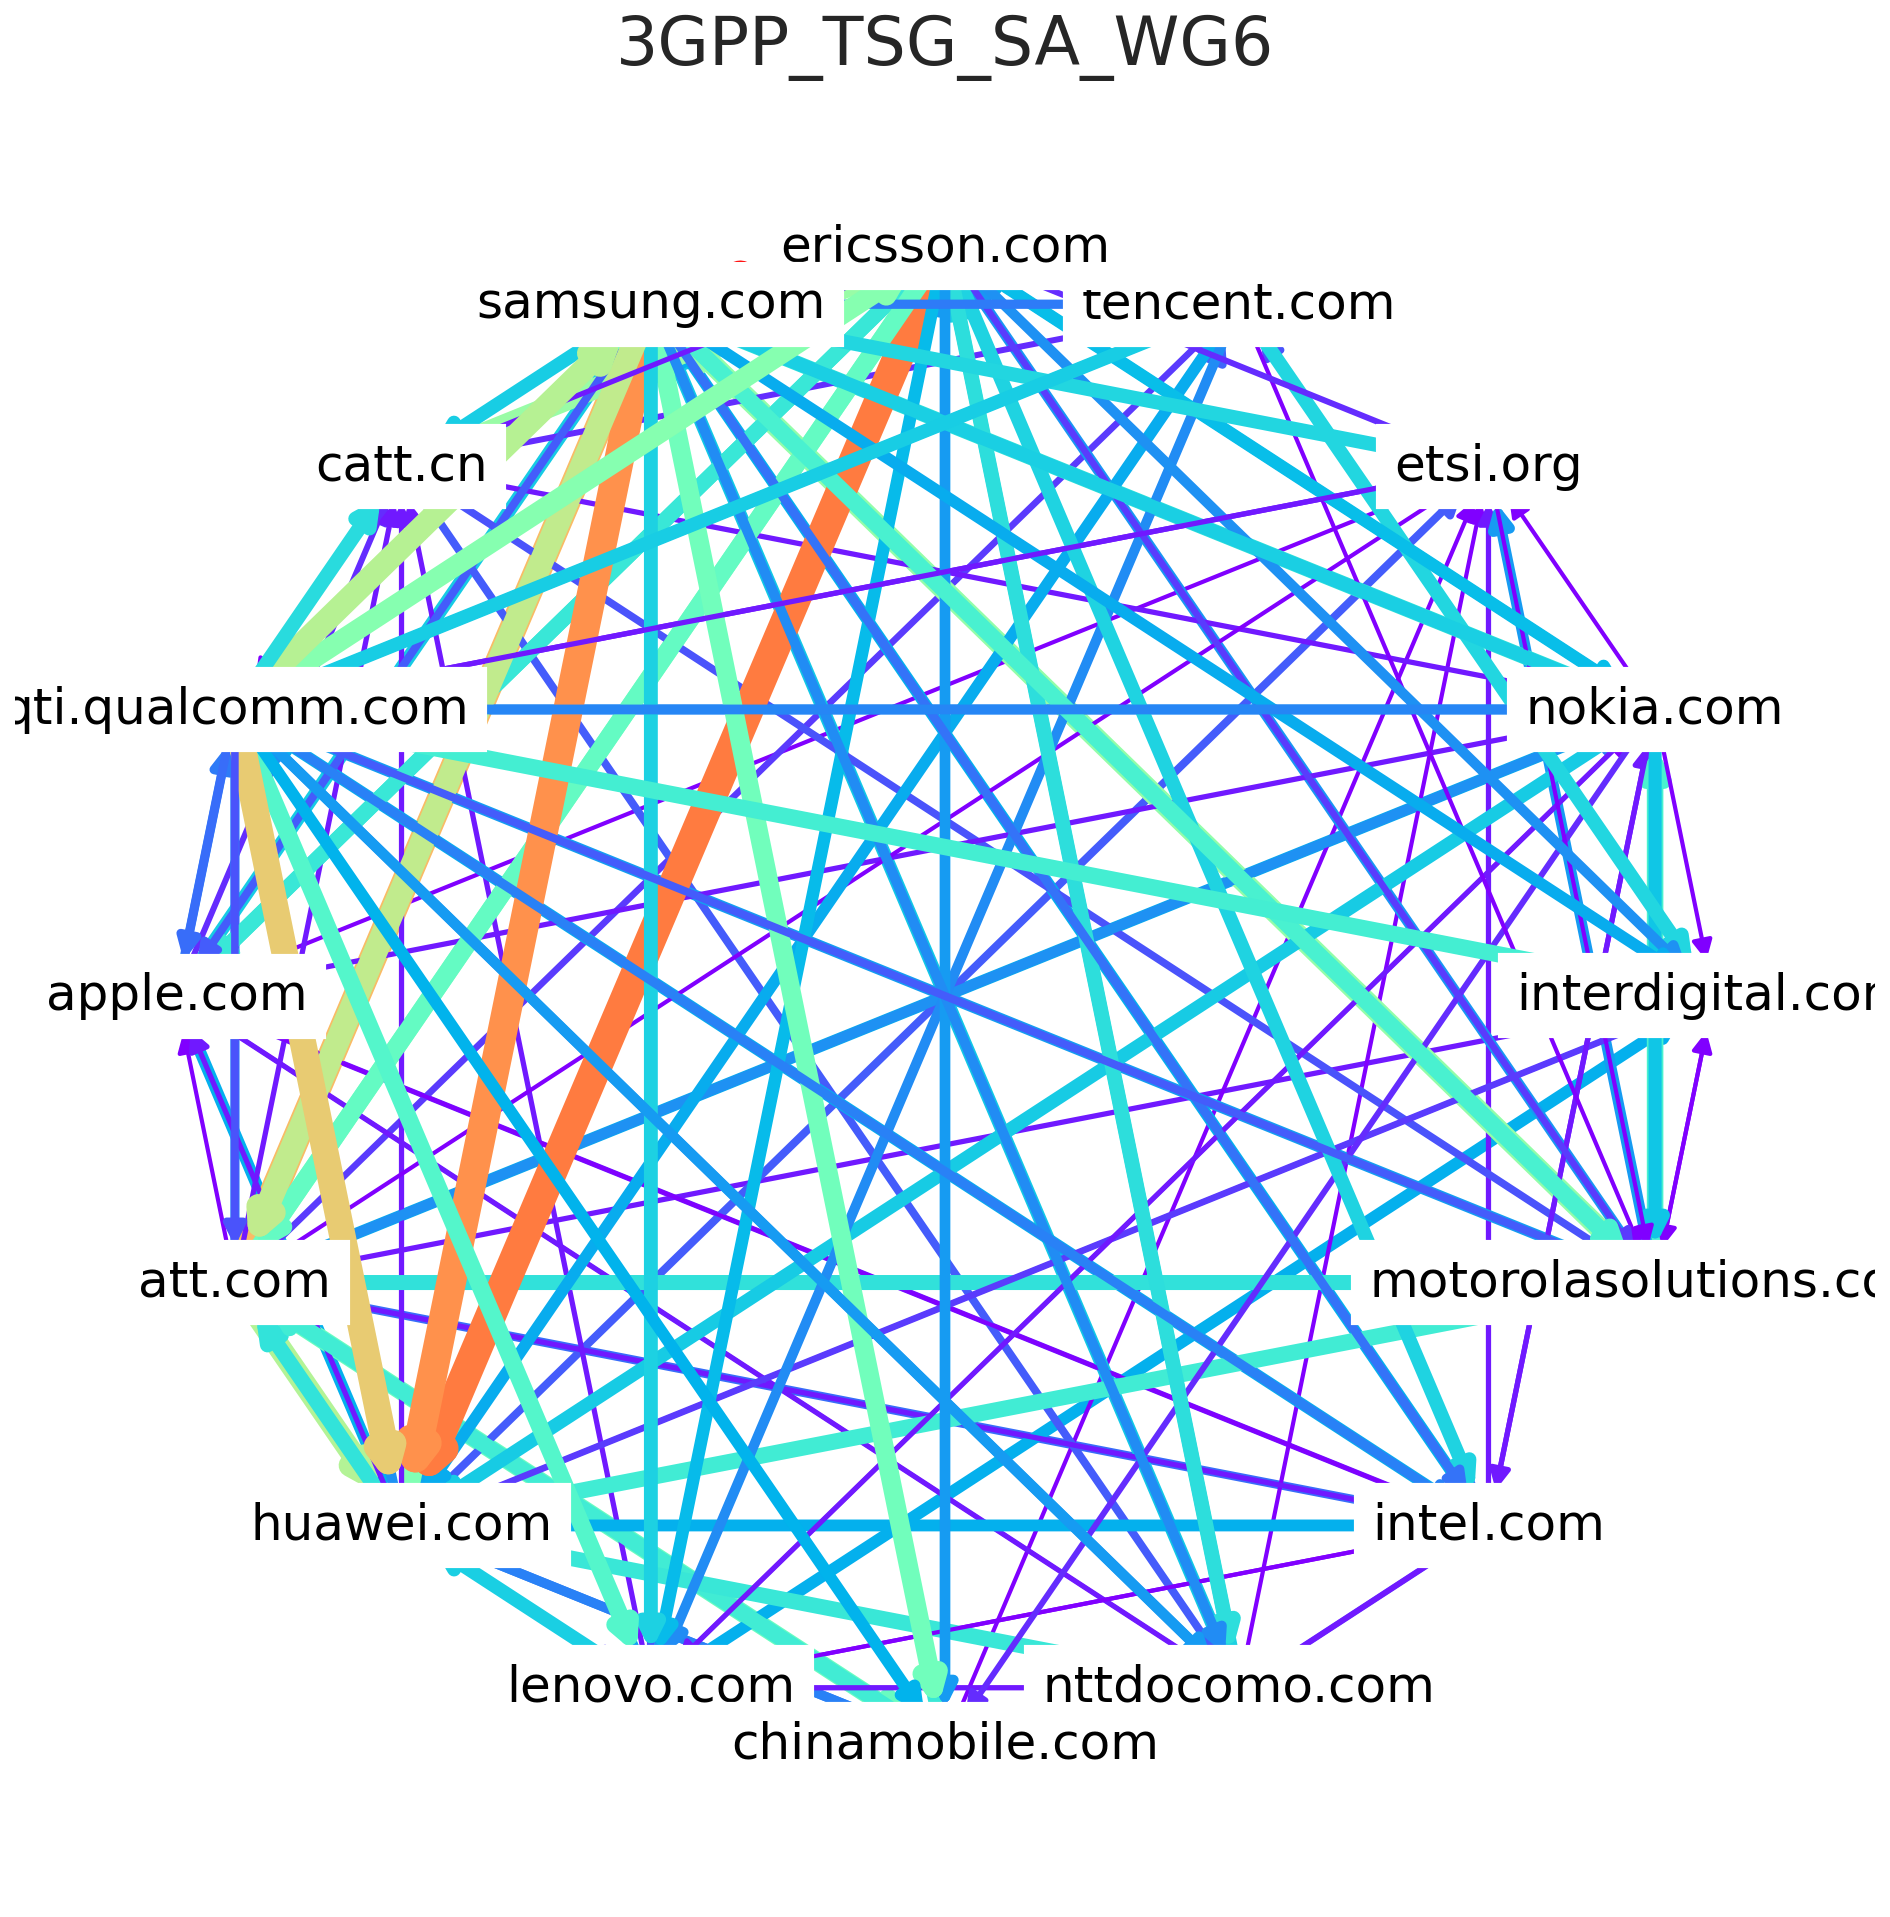 3GPP_TSG_SA_WG6
ericsson.com
samsung.com
tencent.com
catt.cn
etsi.org
qti.qualcomm.com
nokia.com
apple.com
interdigital.cor
att.com
motorolasolutions.co
huawei.com
intel.com
lenovo.com
nttdocomo.com
chinamobile.com